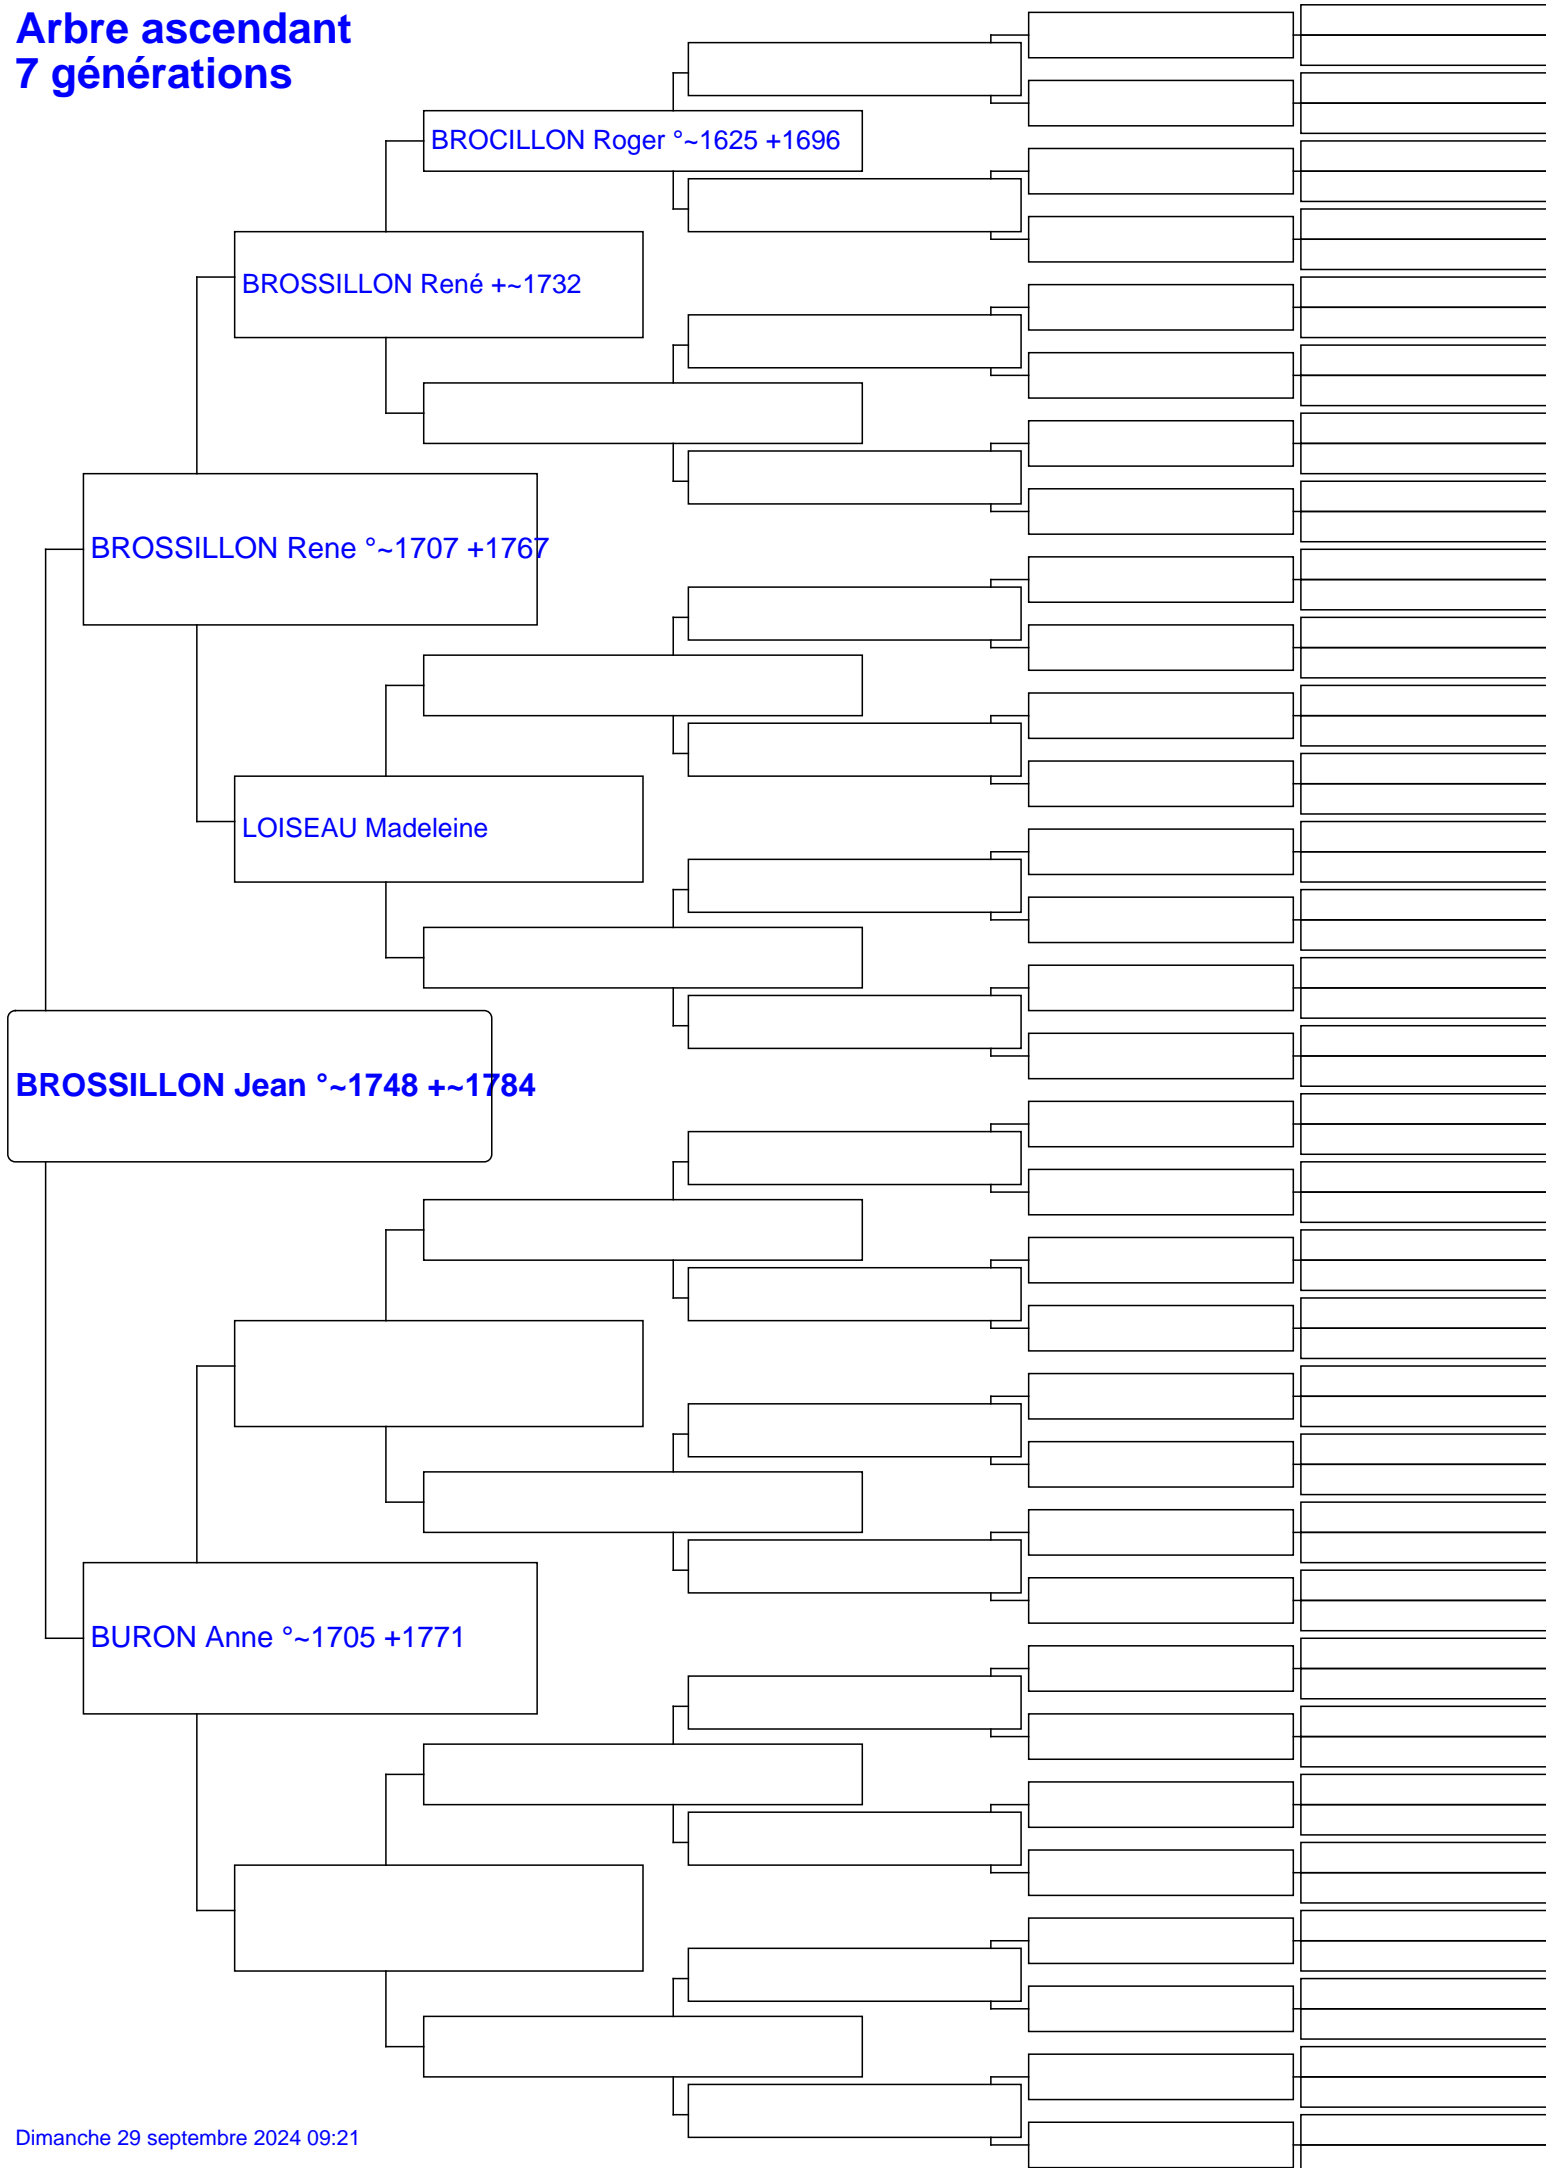 Arbre ascendant
7 générations
BROCILLON Roger °~1625 +1696
BROSSILLON René +~1732
BROSSILLON Rene °~1707 +1767
LOISEAU Madeleine
BROSSILLON Jean °~1748 +~1784
BURON Anne °~1705 +1771
Dimanche 29 septembre 2024 09:21